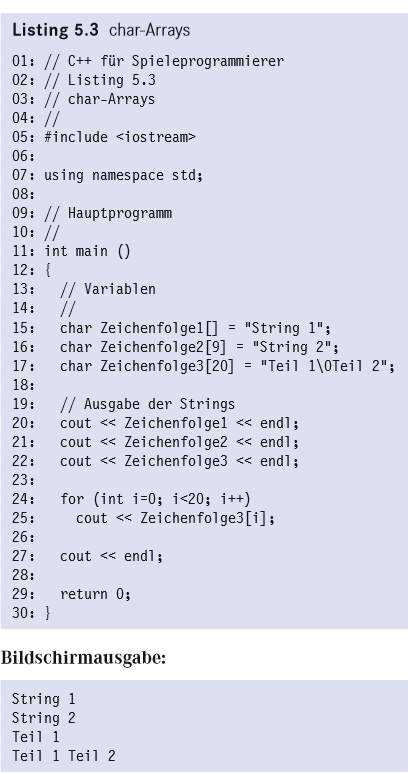 Listing 5.3 char-Arrays
01: // C++ für Spieleprogrammierer
02: // Listing 5.3
03: // char-Arrays
04: //
05: #include <iostream>
06:
07: using namespace std;
08:
09: // Hauptprogramm
10: //
11: int main ()
12: {
13:   // Variablen
14:   //
15:   char Zeichenfolge1[] = "String 1";
16:   char Zeichenfolge2[9] = "String 2";
17:   char Zeichenfolge3[20] = "Teil 1\0Teil 2";
18:
19:   // Ausgabe der Strings
20:   cout << Zeichenfolge1 << endl;
21:   cout << Zeichenfolge2 << endl;
22:   cout << Zeichenfolge3 << endl;
23:
24:   for (int i=0; i<20; i++)
25:     cout << Zeichenfolge3[i];
26:
27:   cout << endl;
28:
29:   return 0;
30: }
Bildschirmausgabe:
String 1
String 2
Teil 1
Teil 1 Teil 2